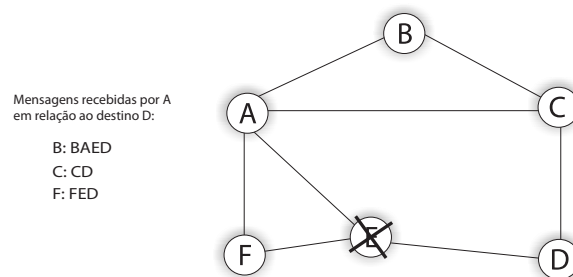 B
Mensagens recebidas por A
em relação ao destino D:
B: BAED
C: CD
F: FED
A
C
E
F
D